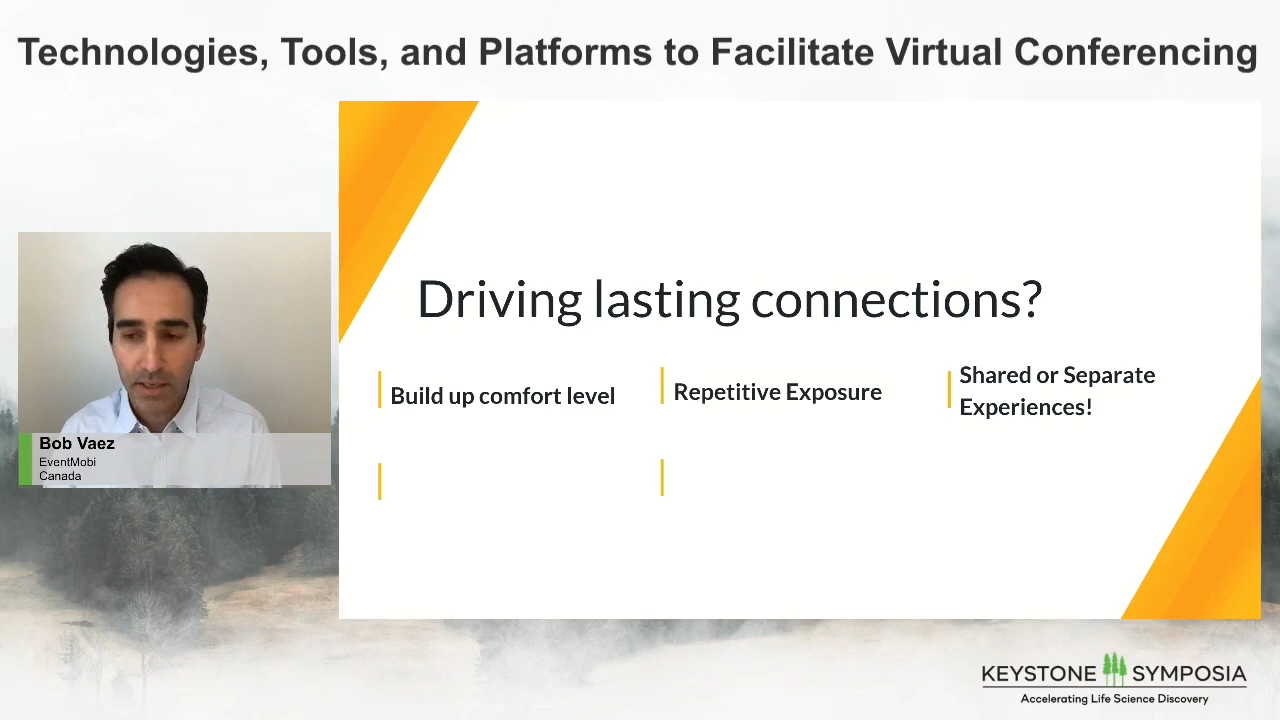 Technologies, Tools, and Platforms to Facilitate Virtual Conferencing
Driving lasting connections?
Build up comfort level
Repetitive Exposure
Shared or Separate
Experiences!
Bob Vaez
EventMobi
Canada
KEYSTONE SYMPOSIA
Accelerating Life Science Discovery